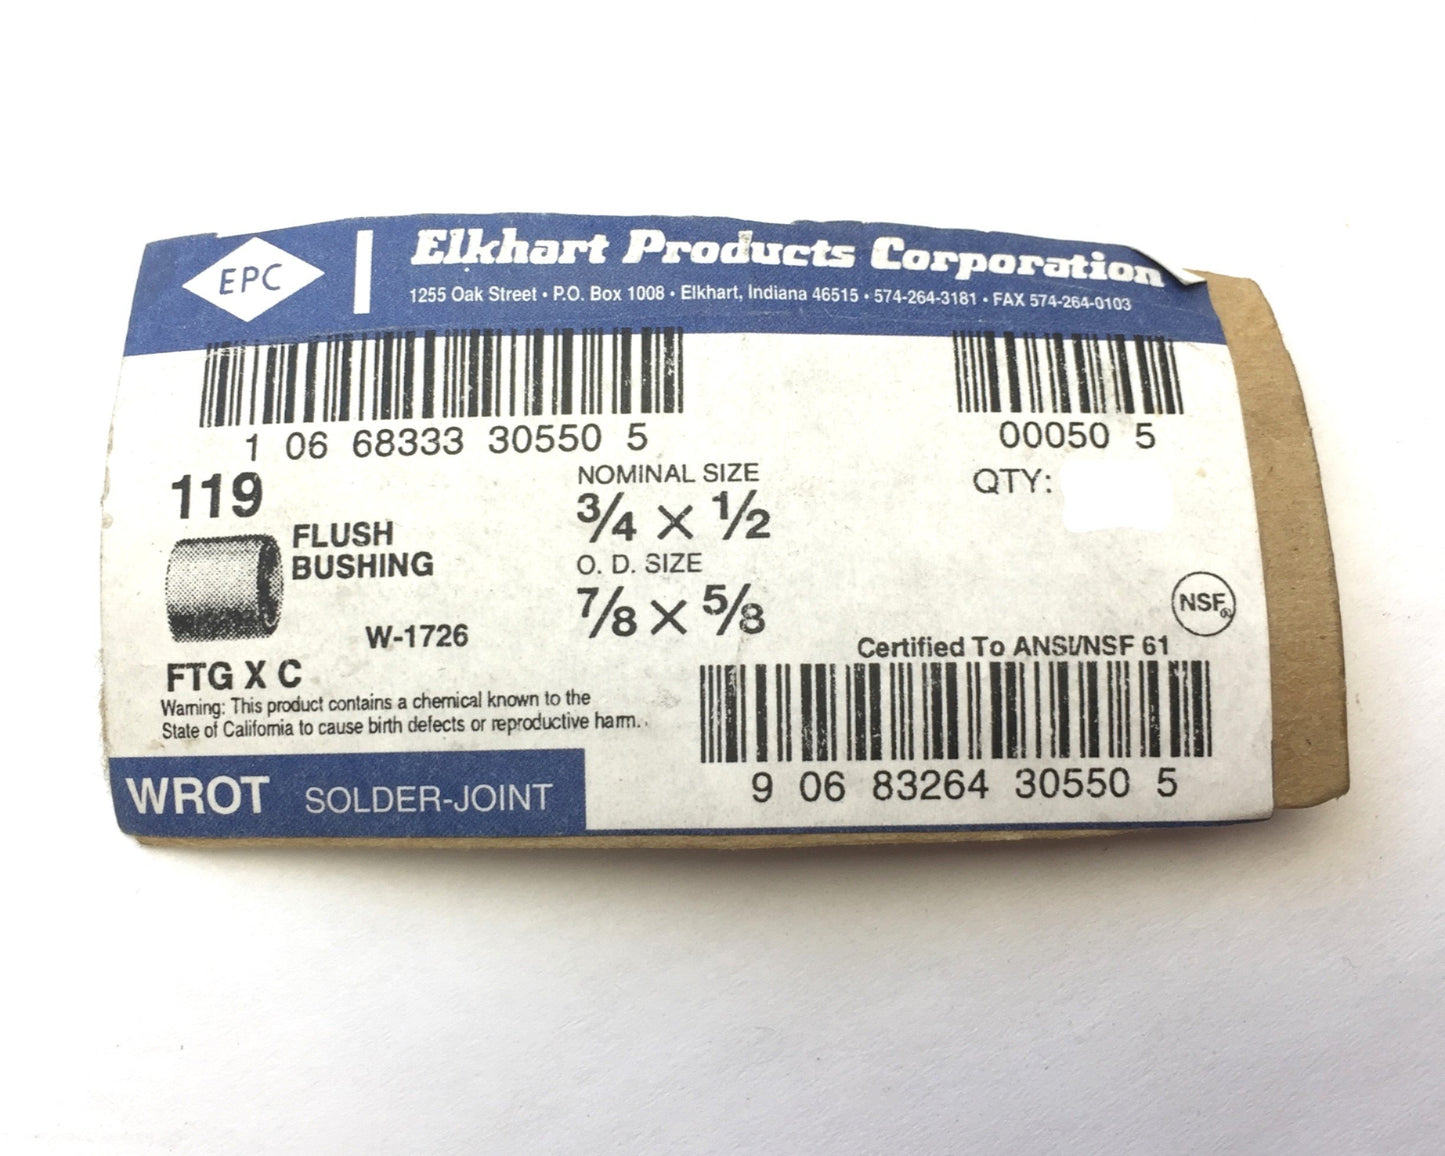 EPC
Elkhart Products Corporation
1255 Oak Street • P.O. Box 1008 • Elkhart, Indiana 46515 • 574-264-3181 • FAX 574-264-0103
1 06 68333 30550 5
00050 5
119
NOMINAL SIZE
QTY:
3/4 X 1/2
FLUSH
BUSHING
O. D. SIZE
7/8 X 5/8
NSF®
W-1726
Certified To ANSI/NSF 61
FTG X C
Warning: This product contains a chemical known to the
State of California to cause birth defects or reproductive harm.
9 06 83264 30550 5
WROT SOLDER-JOINT